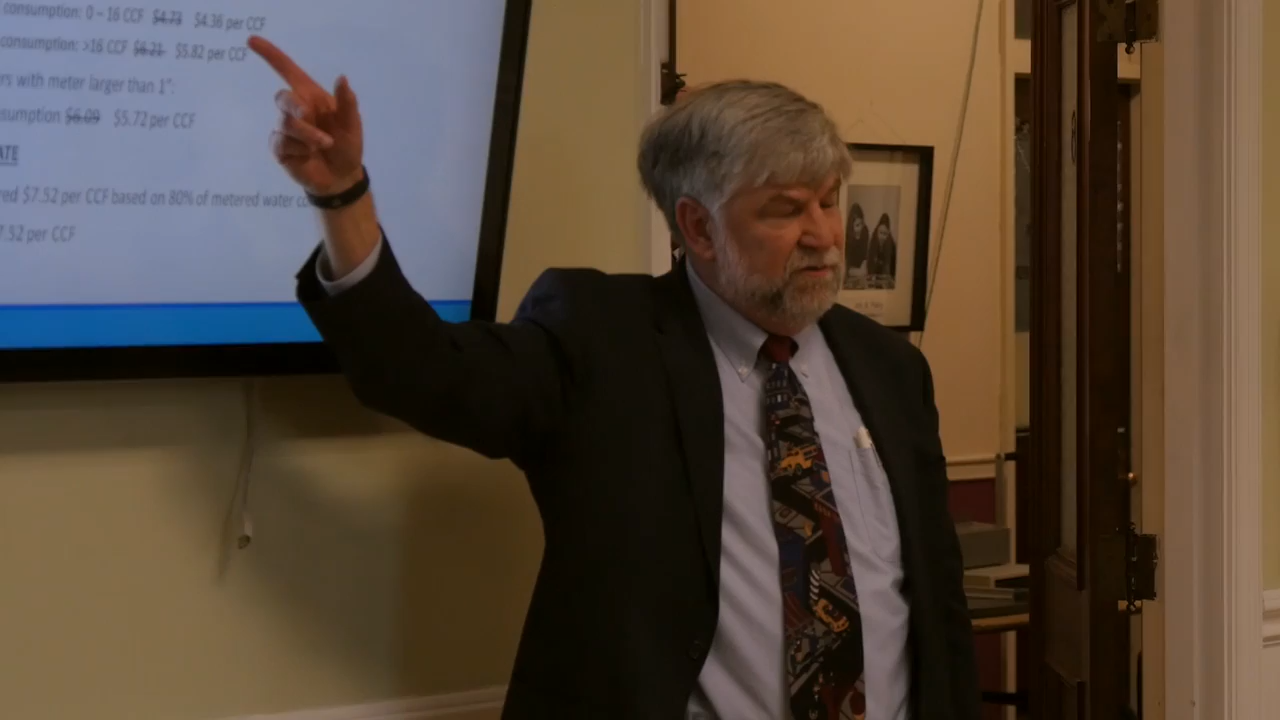 consumption: 0 – 16 CCF $4.73 $4.36 per CCF
consumption: >16 CCF $6.21 $5.82 per CCF
rs with meter larger than 1":
sumption $6.09 $5.72 per CCF
ATE
red $7.52 per CCF based on 80% of metered water co
7.52 per CCF